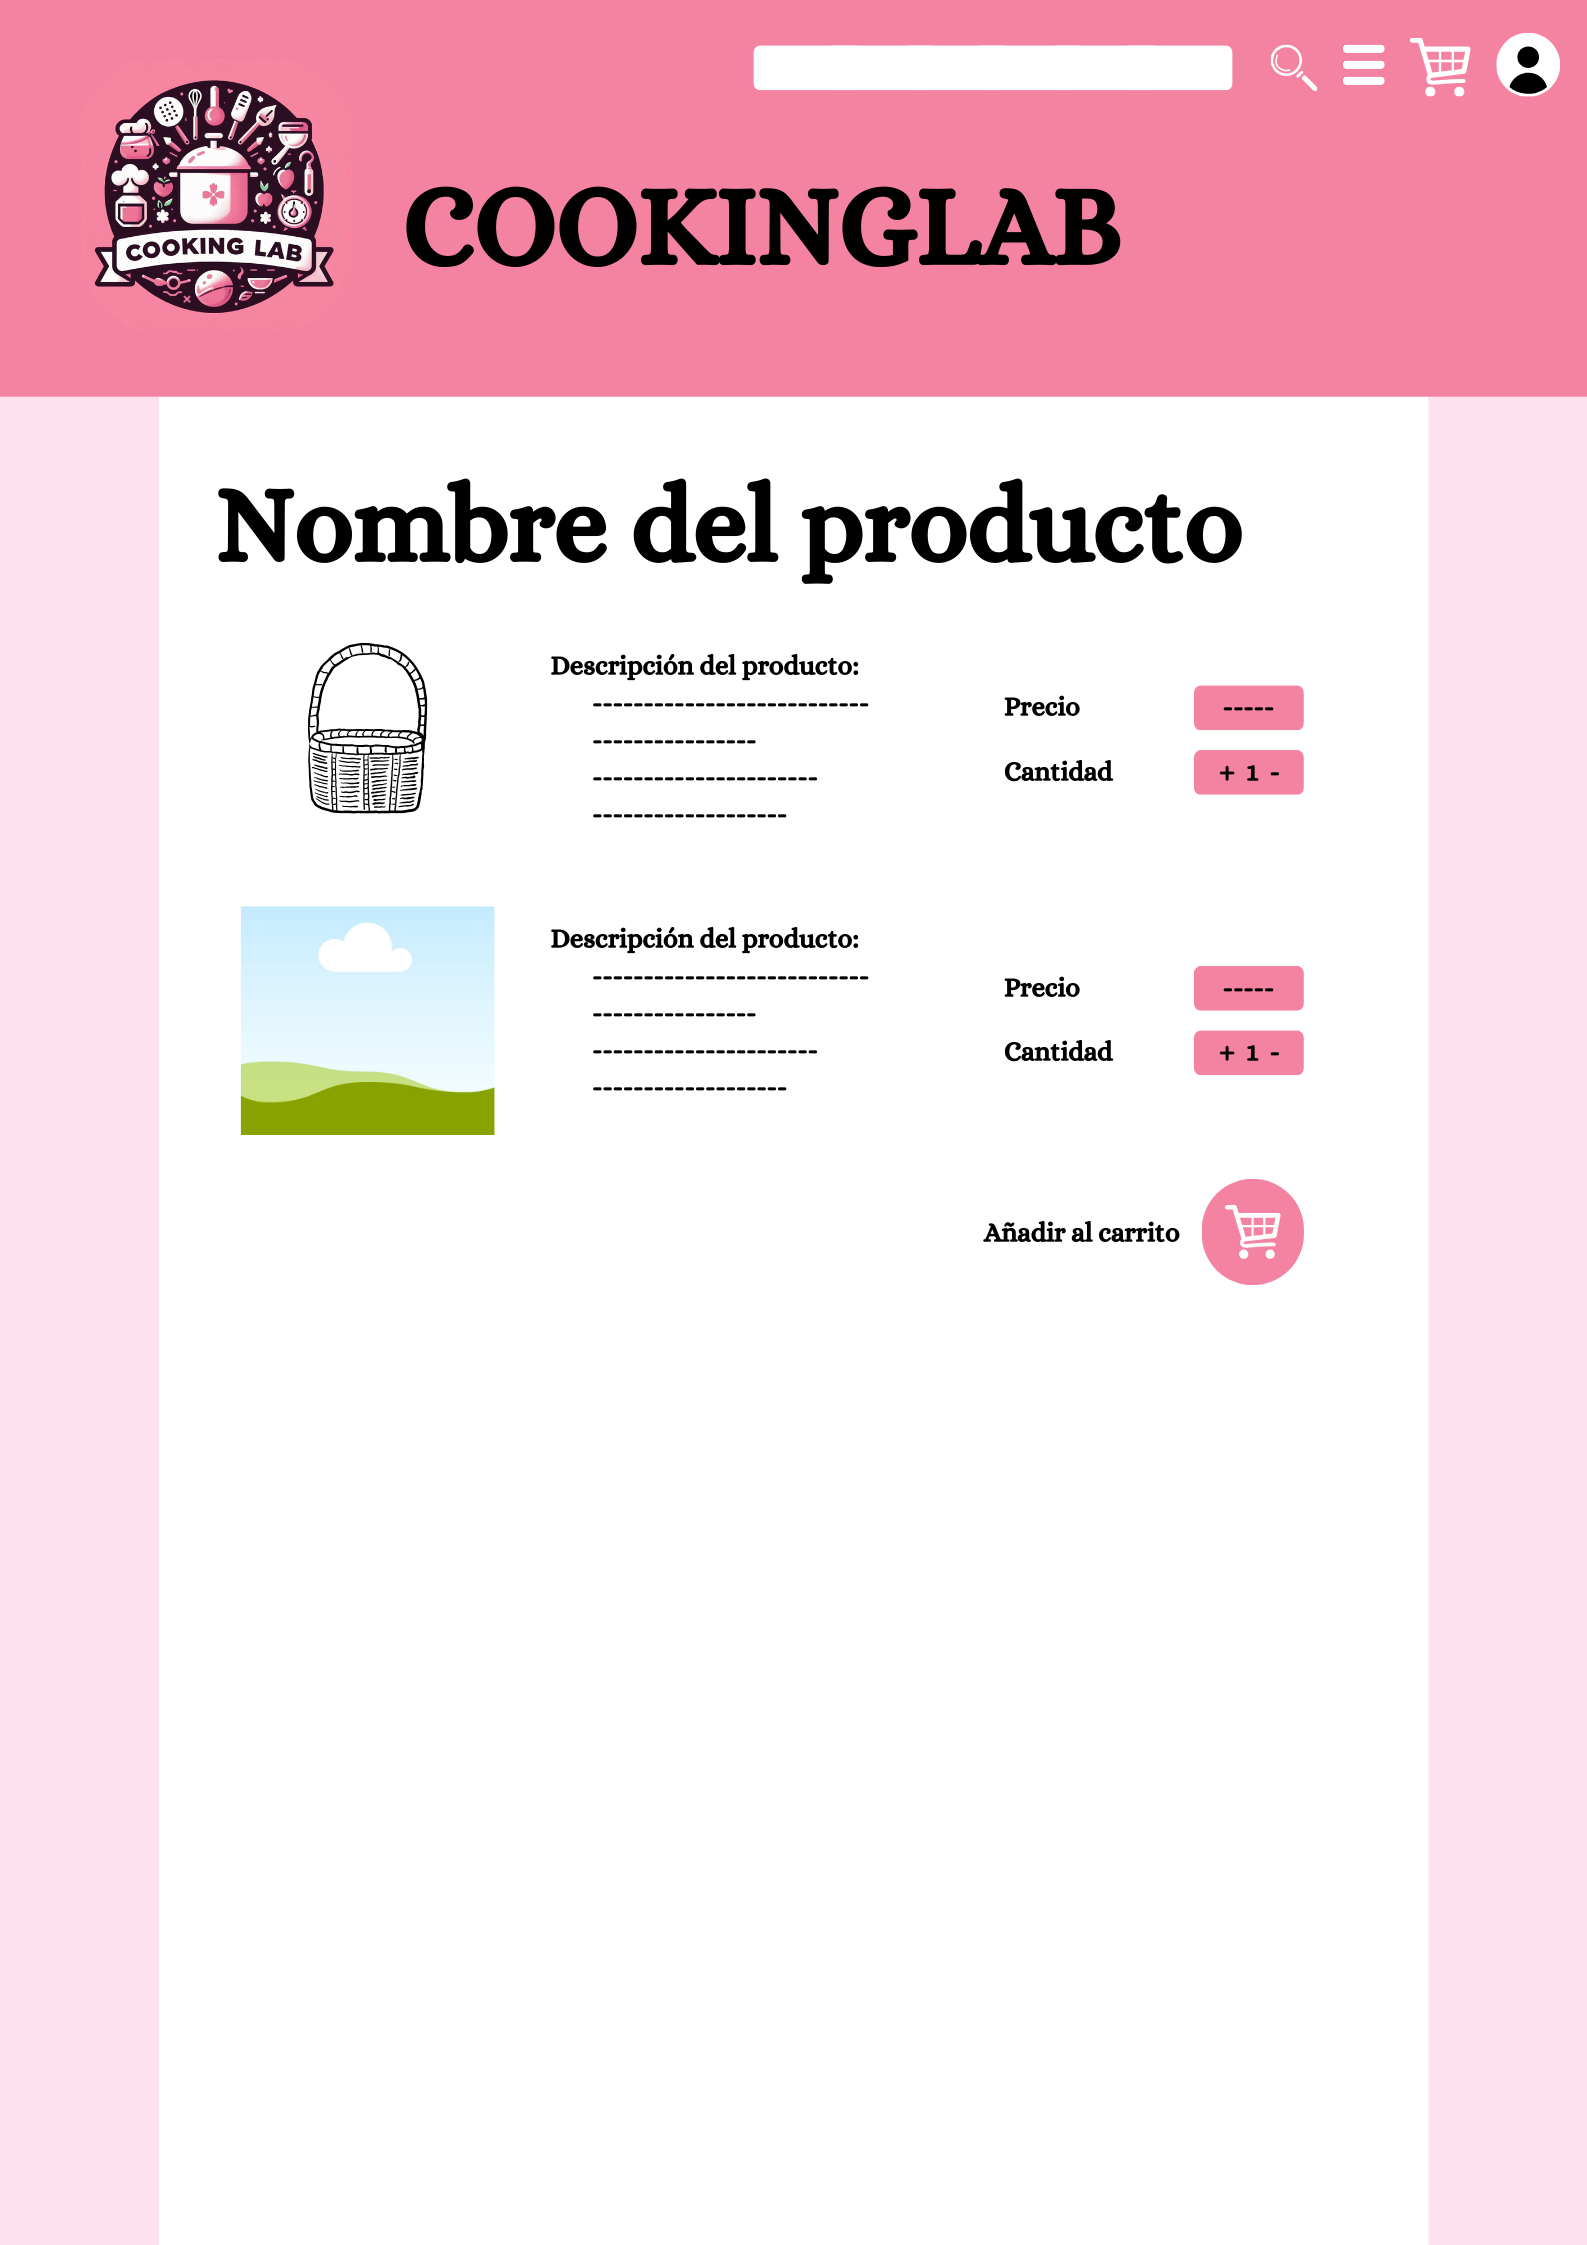 COOKING LAB
COOKINGLAB
Nombre del producto
Descripción del producto:
---------------------------
----------------
----------------------
-------------------
Precio -----
Cantidad + 1 -
Descripción del producto:
---------------------------
----------------
----------------------
-------------------
Precio -----
Cantidad + 1 -
Añadir al carrito